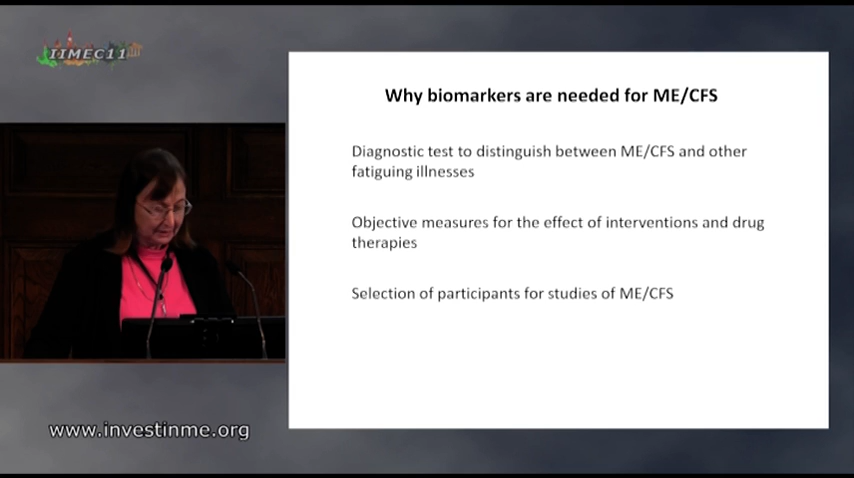 IIMEC11
Why biomarkers are needed for ME/CFS
Diagnostic test to distinguish between ME/CFS and other
fatiguing illnesses
Objective measures for the effect of interventions and drug
therapies
Selection of participants for studies of ME/CFS
www.investinme.org